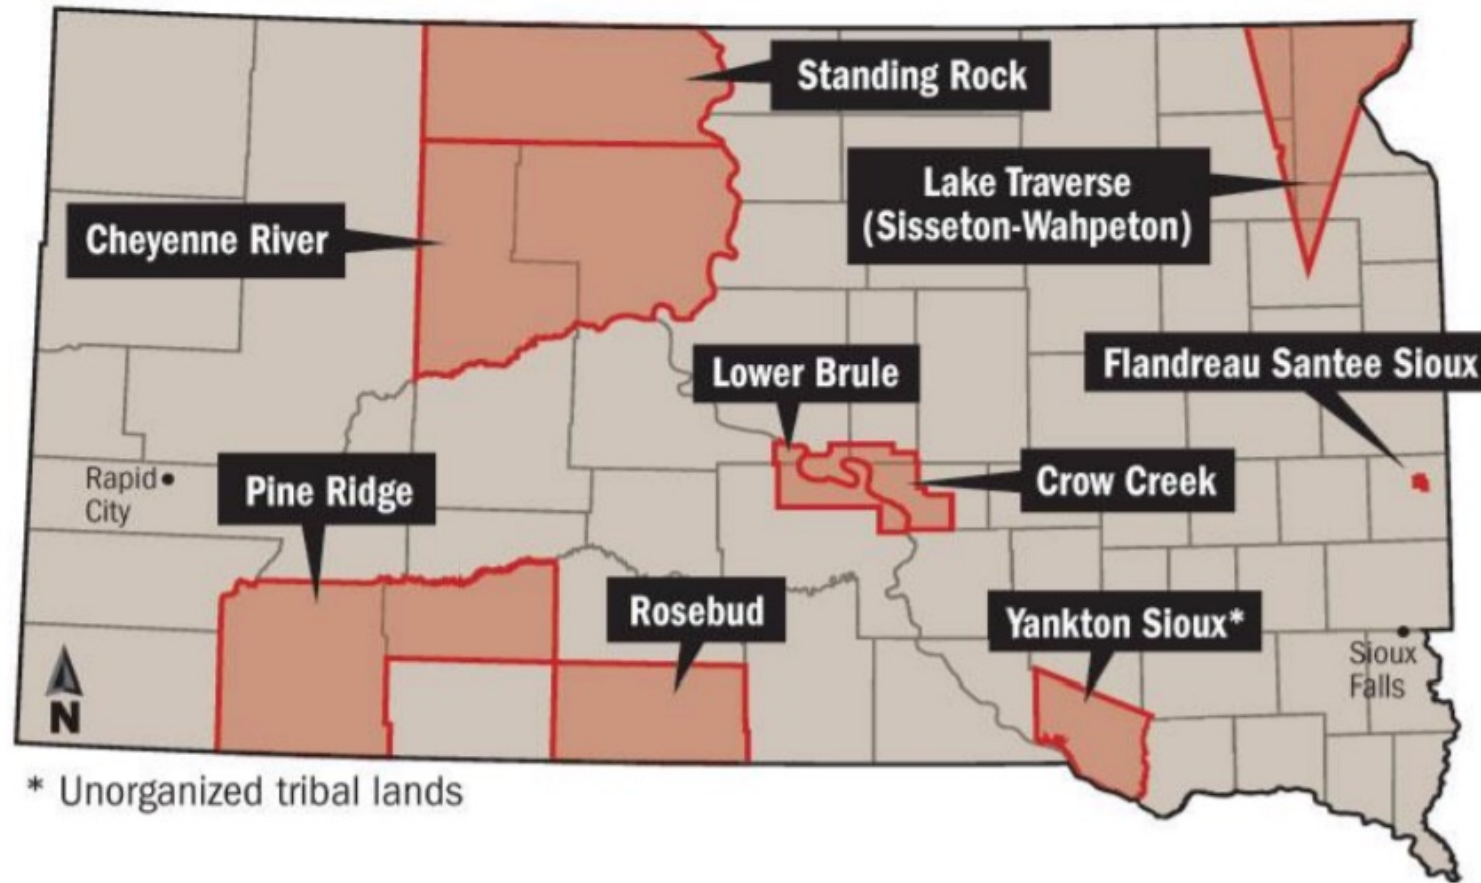 Standing Rock
Lake Traverse
(Sisseton-Wahpeton)
Cheyenne River
Lower Brule
Flandreau Santee Sioux
Rapid
City
Pine Ridge
Crow Creek
Rosebud
Yankton Sioux*
Sioux
Falls
N
* Unorganized tribal lands